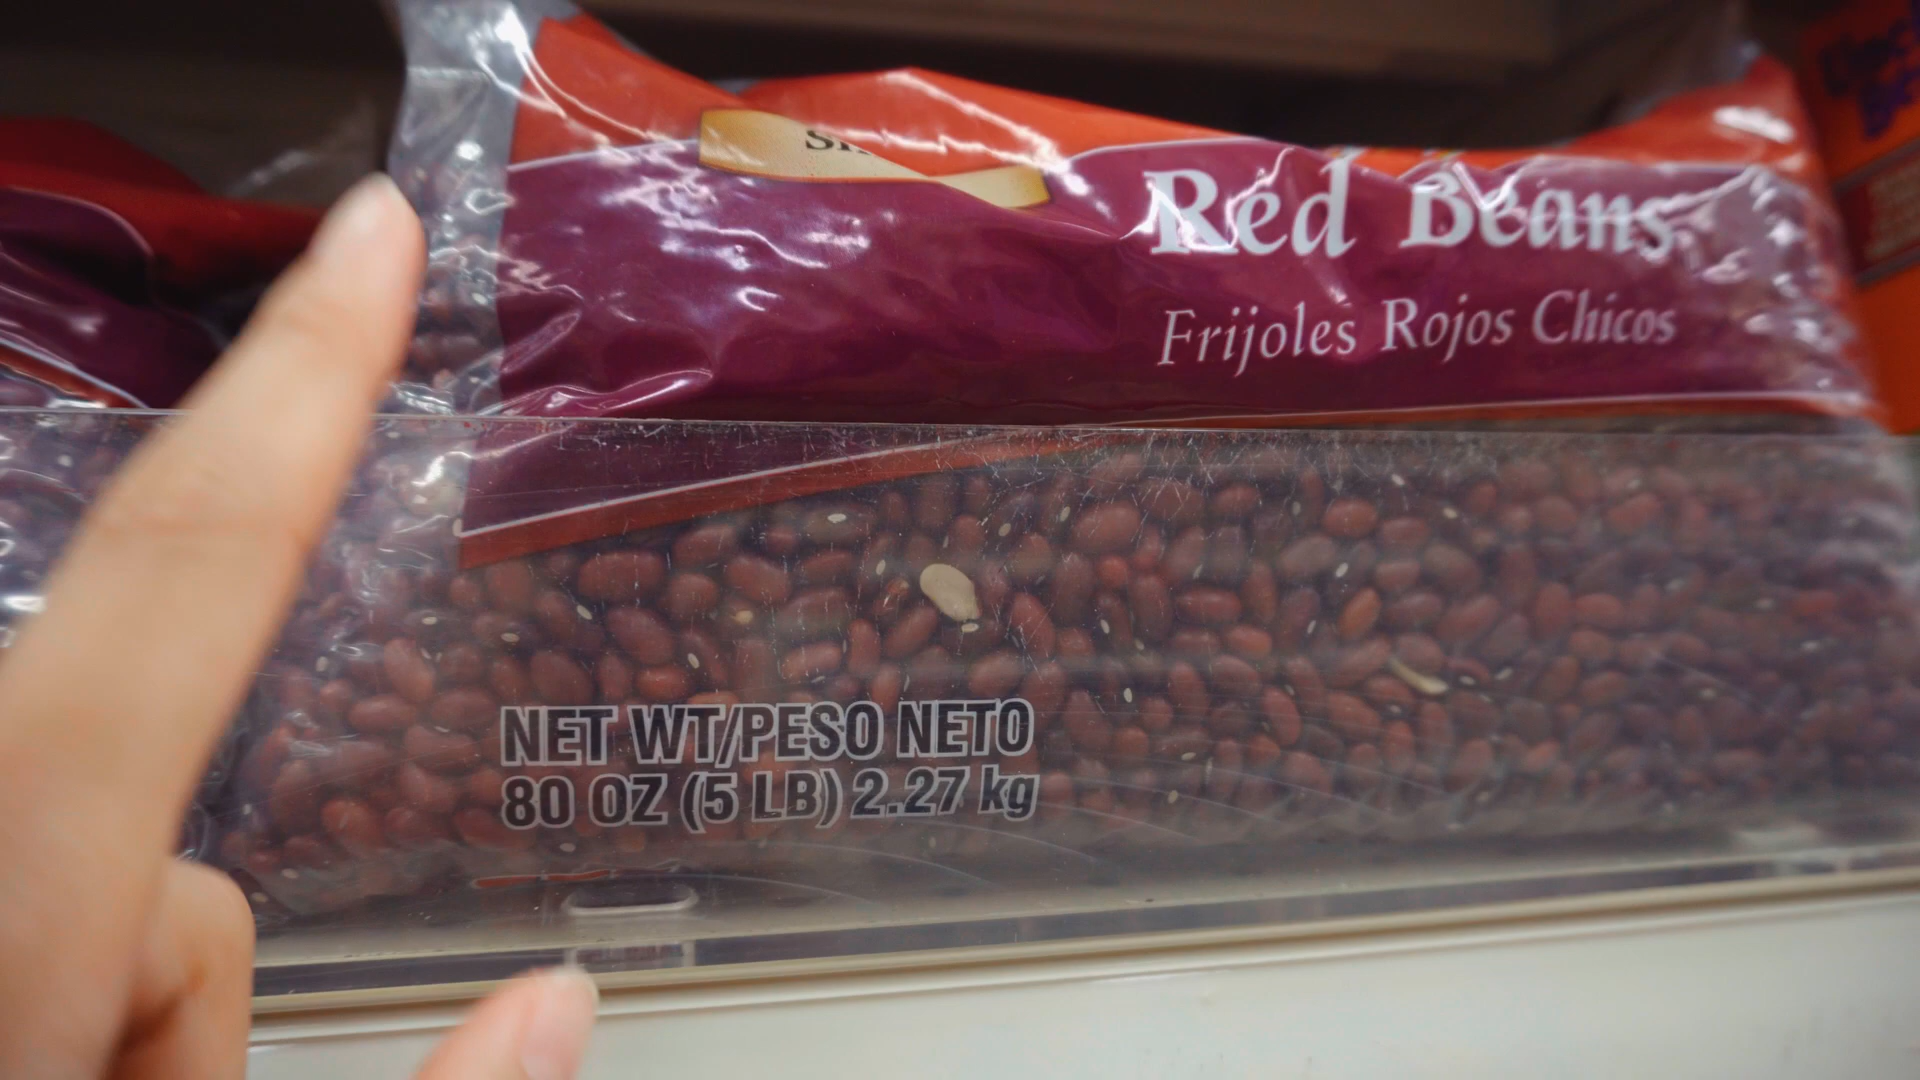 Red Beans
Frijoles Rojos Chicos
NET WT/PESO NETO
80 OZ (5 LB) 2.27 kg